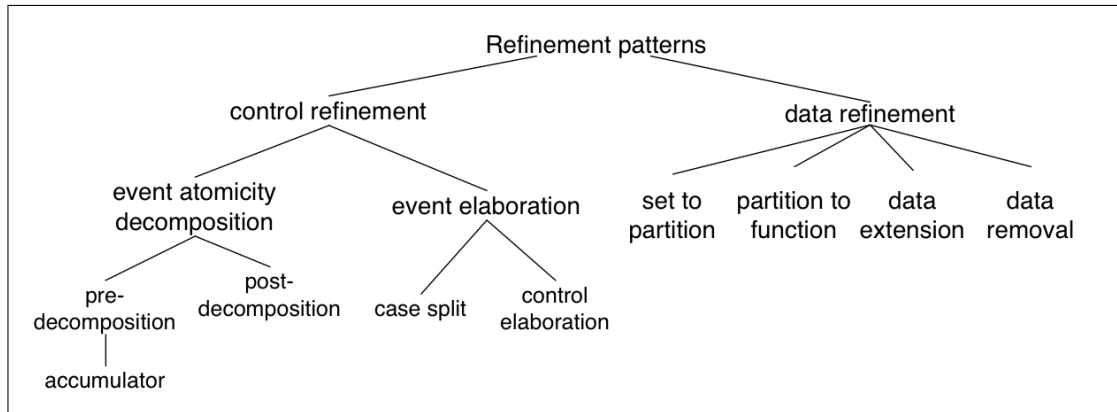 Refinement patterns
control refinement
data refinement
event atomicity
decomposition
event elaboration
set to
partition
partition to
function
data
extension
data
removal
pre-
decomposition
post-
decomposition
case split
control
elaboration
accumulator